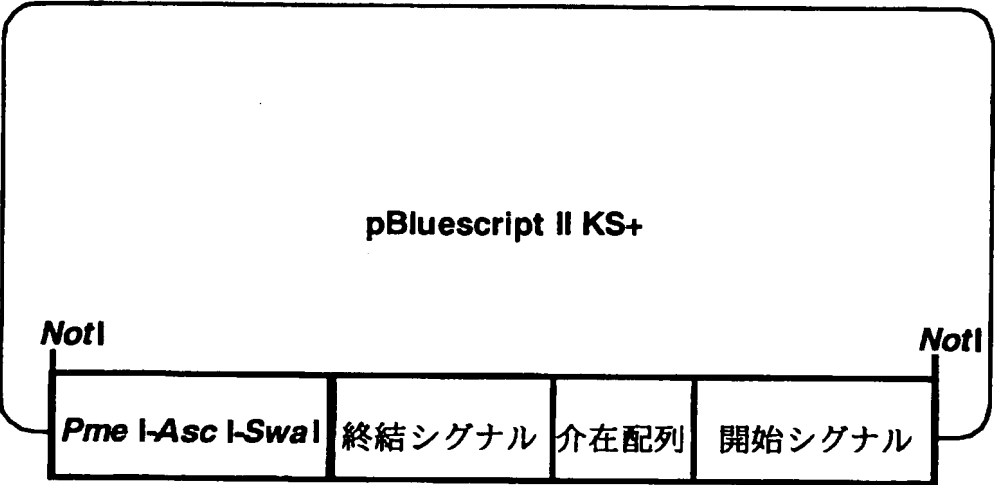 pBluescript II KS+
NotI
NotI
Pme I-Asc I-Swa I
終結シグナル
介在配列
開始シグナル